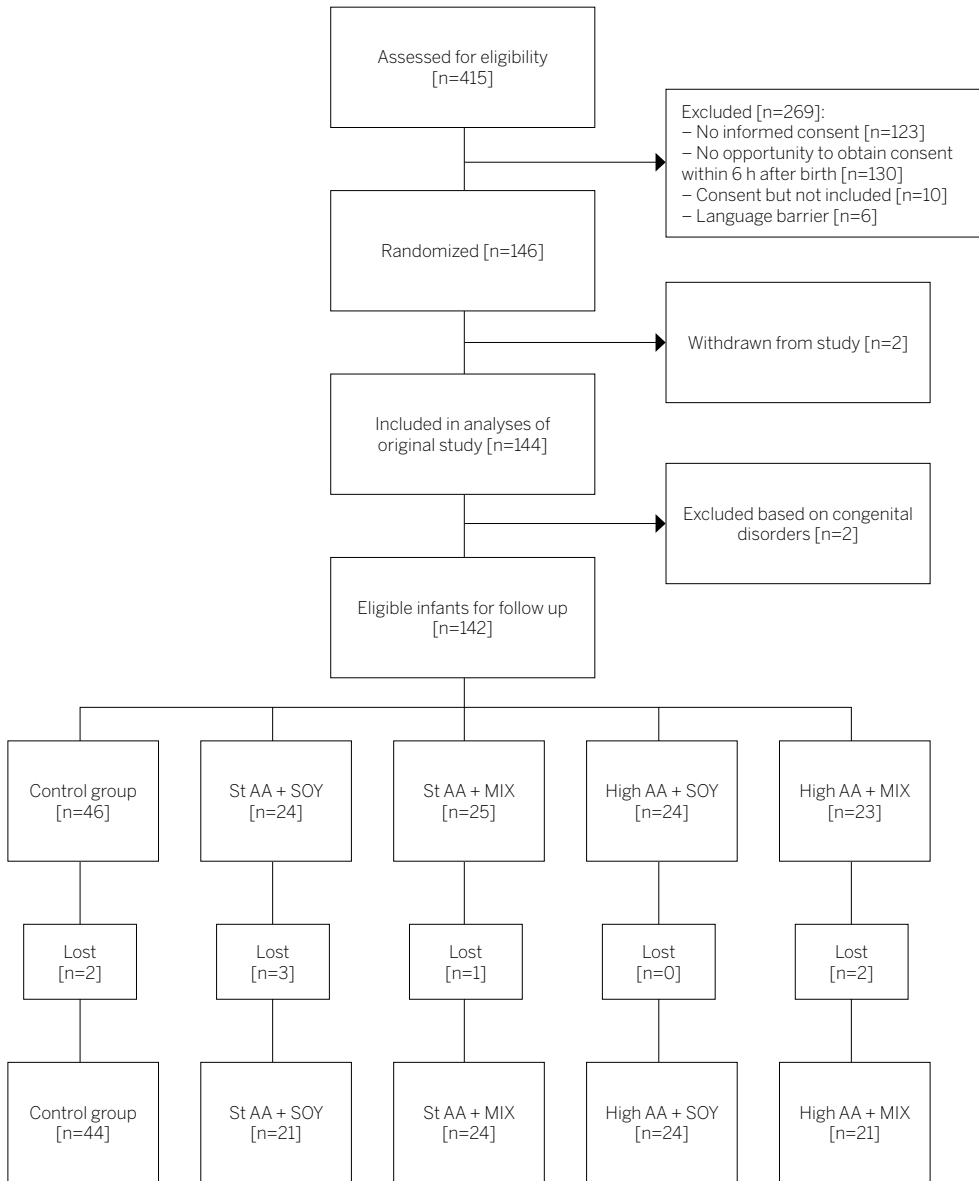 Assessed for eligibility
[n=415]
Excluded [n=269]:
– No informed consent [n=123]
– No opportunity to obtain consent
within 6 h after birth [n=130]
– Consent but not included [n=10]
– Language barrier [n=6]
Randomized [n=146]
Withdrawn from study [n=2]
Included in analyses of
original study [n=144]
Excluded based on congenital
disorders [n=2]
Eligible infants for follow up
[n=142]
Control group
[n=46]
St AA + SOY
[n=24]
St AA + MIX
[n=25]
High AA + SOY
[n=24]
High AA + MIX
[n=23]
Lost
[n=2]
Lost
[n=3]
Lost
[n=1]
Lost
[n=0]
Lost
[n=2]
Control group
[n=44]
St AA + SOY
[n=21]
St AA + MIX
[n=24]
High AA + SOY
[n=24]
High AA + MIX
[n=21]